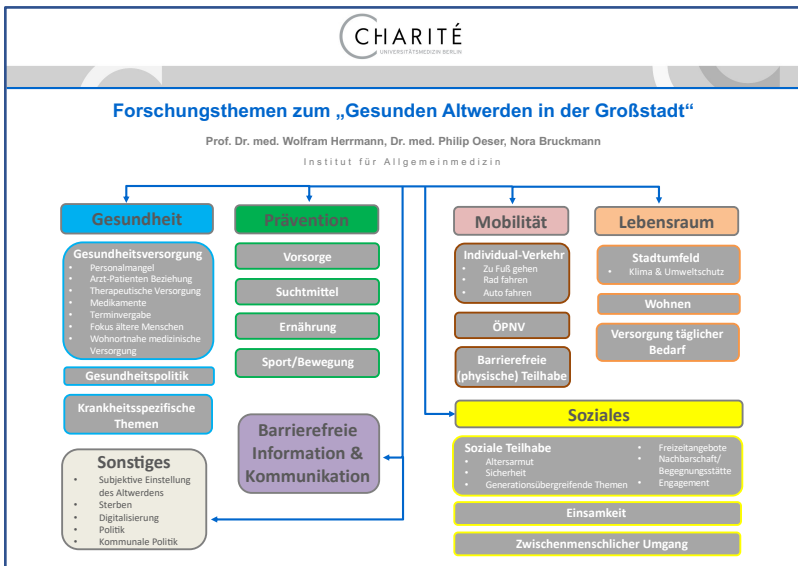 CHARITÉ
UNIVERSITÄTSMEDIZIN BERLIN
Forschungsthemen zum „Gesunden Altwerden in der Großstadt“
Prof. Dr. med. Wolfram Herrmann, Dr. med. Philip Oeser, Nora Bruckmann
Institut für Allgemeinmedizin
Gesundheit
Gesundheitsversorgung
• Personalmangel
• Arzt-Patienten Beziehung
• Therapeutische Versorgung
• Medikamente
• Terminvergabe
• Fokus ältere Menschen
• Wohnortnahe medizinische
Versorgung
Gesundheitspolitik
Krankheitsspezifische
Themen
Prävention
Vorsorge
Suchtmittel
Ernährung
Sport/Bewegung
Mobilität
Individual-Verkehr
• Zu Fuß gehen
• Rad fahren
• Auto fahren
ÖPNV
Barrierefreie
(physische) Teilhabe
Lebensraum
Stadtumfeld
• Klima & Umweltschutz
Wohnen
Versorgung täglicher
Bedarf
Sonstiges
• Subjektive Einstellung
des Altwerdens
• Sterben
• Digitalisierung
• Politik
• Kommunale Politik
Barrierefreie
Information &
Kommunikation
Soziales
Soziale Teilhabe
• Altersarmut
• Sicherheit
• Generationsübergreifende Themen
• Freizeitangebote
• Nachbarschaft/
Begegnungsstätte
• Engagement
Einsamkeit
Zwischenmenschlicher Umgang